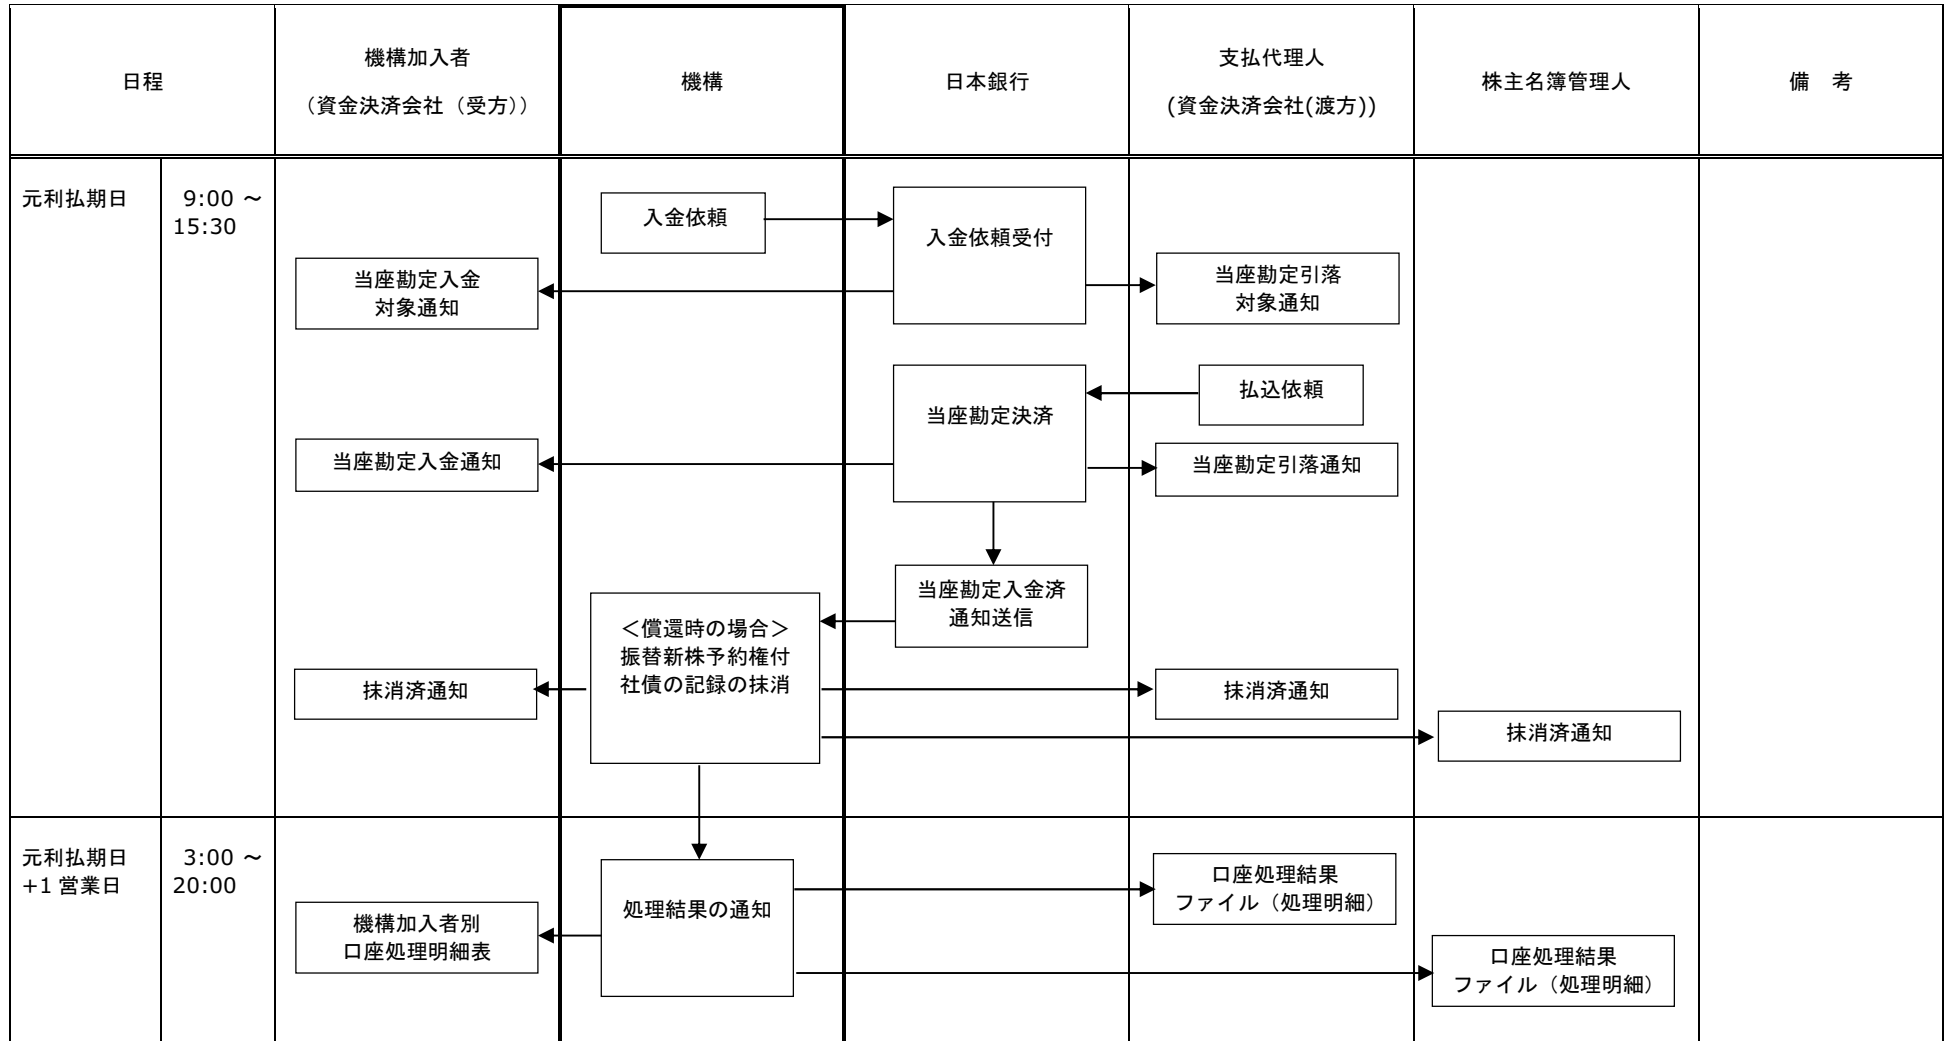 日程
機構加入者
（資金決済会社（受方））
機構
日本銀行
支払代理人
(資金決済会社(渡方))
株主名簿管理人
備　考
元利払期日
9:00 ～
15:30
入金依頼
入金依頼受付
当座勘定入金
対象通知
当座勘定引落
対象通知
払込依頼
当座勘定決済
当座勘定入金通知
当座勘定引落通知
当座勘定入金済
通知送信
＜償還時の場合＞
振替新株予約権付
社債の記録の抹消
抹消済通知
抹消済通知
抹消済通知
元利払期日
+1 営業日
3:00 ～
20:00
処理結果の通知
口座処理結果
ファイル（処理明細）
機構加入者別
口座処理明細表
口座処理結果
ファイル（処理明細）